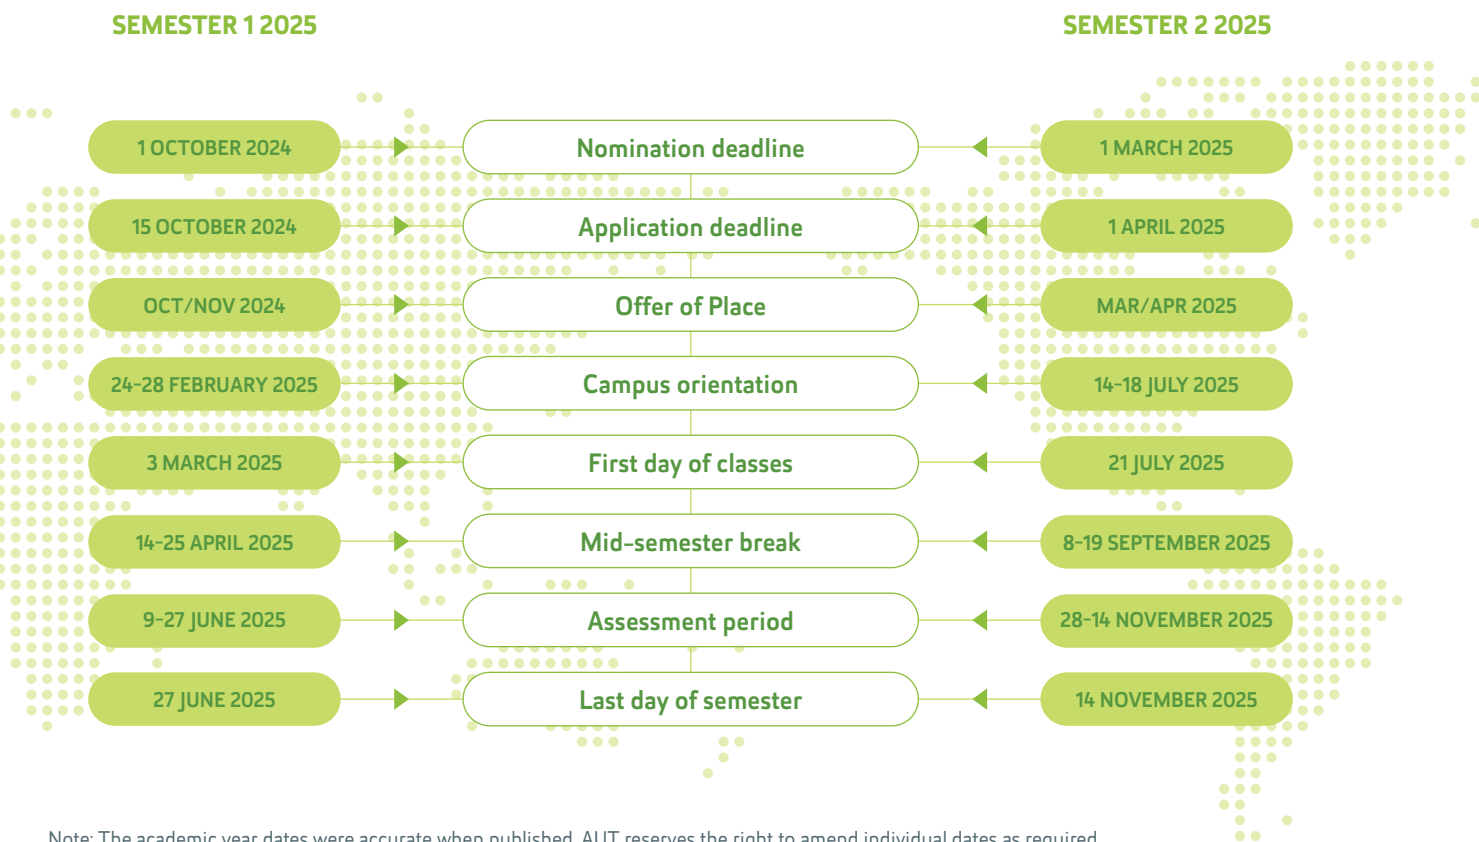 SEMESTER 1 2025
SEMESTER 2 2025
1 OCTOBER 2024
Nomination deadline
1 MARCH 2025
15 OCTOBER 2024
Application deadline
1 APRIL 2025
OCT/NOV 2024
Offer of Place
MAR/APR 2025
24–28 FEBRUARY 2025
Campus orientation
14–18 JULY 2025
3 MARCH 2025
First day of classes
21 JULY 2025
14–25 APRIL 2025
Mid-semester break
8–19 SEPTEMBER 2025
9–27 JUNE 2025
Assessment period
28–14 NOVEMBER 2025
27 JUNE 2025
Last day of semester
14 NOVEMBER 2025
Note: The academic year dates were accurate when published. AUT reserves the right to amend individual dates as required.